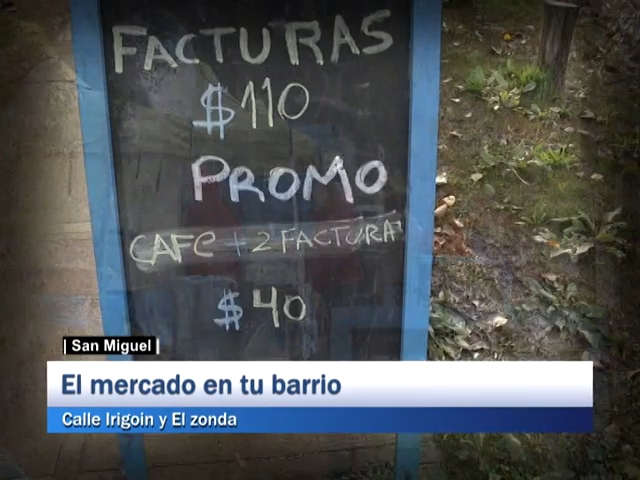 FACTURAS
$110
PROMO
CAFE + 2 FACTURAS
$40
| San Miguel |
El mercado en tu barrio
Calle Irigoin y El zonda